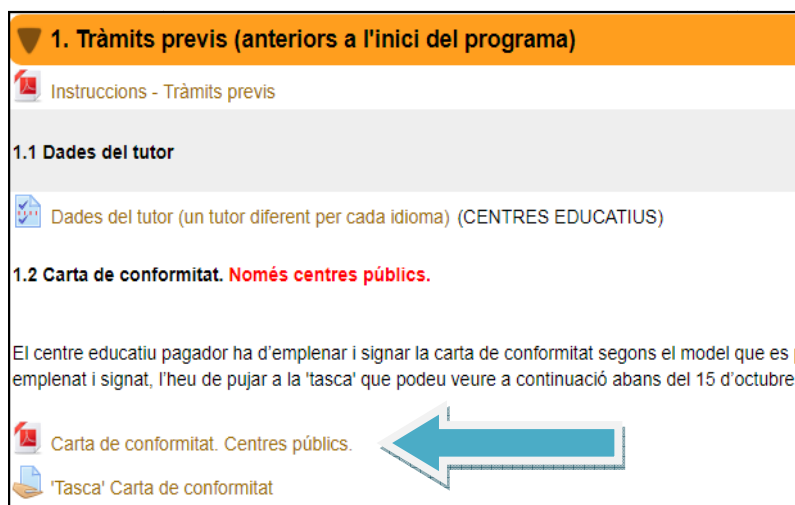 1. Tràmits previs (anteriors a l'inici del programa)
Instruccions - Tràmits previs
1.1 Dades del tutor
Dades del tutor (un tutor diferent per cada idioma) (CENTRES EDUCATIUS)
1.2 Carta de conformitat. Només centres públics.
El centre educatiu pagador ha d’emplenar i signar la carta de conformitat segons el model que es
emplenat i signat, l’heu de pujar a la 'tasca' que podeu veure a continuació abans del 15 d’octubre
Carta de conformitat. Centres públics.
'Tasca' Carta de conformitat